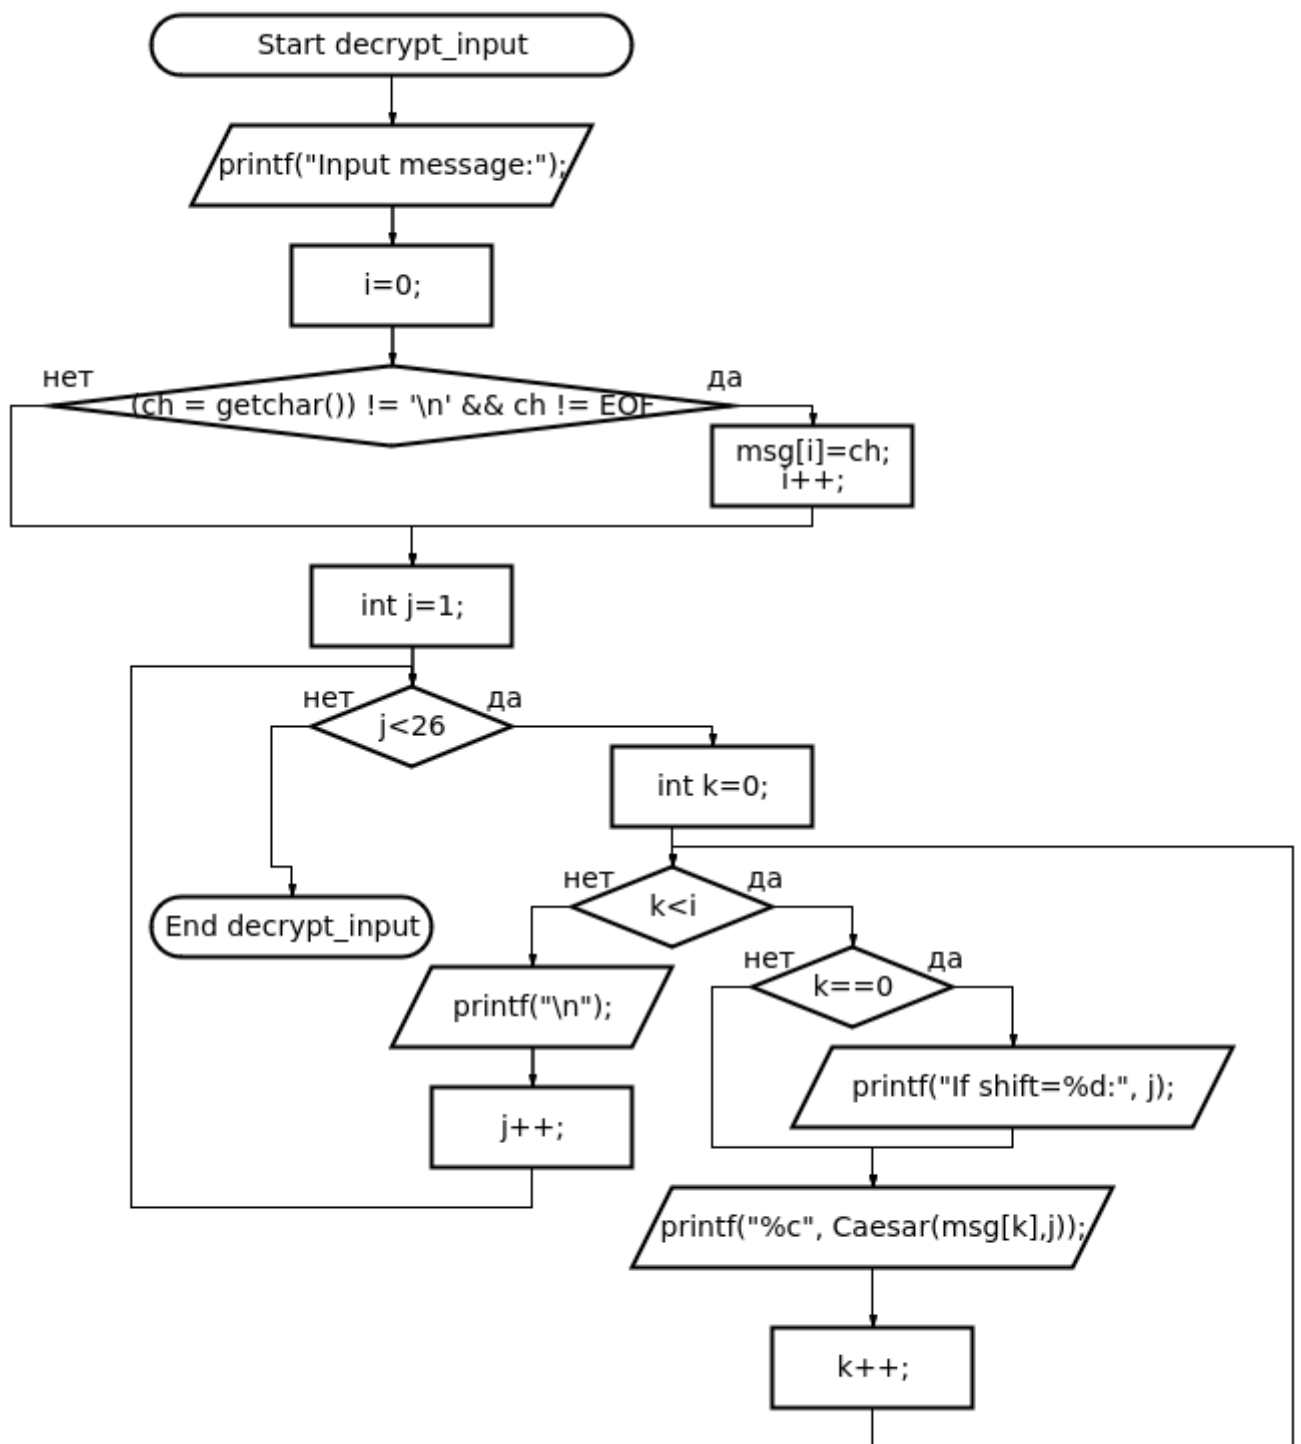 Start decrypt_input
printf("Input message:");
i=0;
нет
да
(ch = getchar()) != '\n' && ch != EOF
msg[i]=ch;
i++;
int j=1;
нет
да
j<26
int k=0;
нет
да
k<i
End decrypt_input
нет
да
k==0
printf("\n");
printf("If shift=%d:", j);
j++;
printf("%c", Caesar(msg[k],j));
k++;